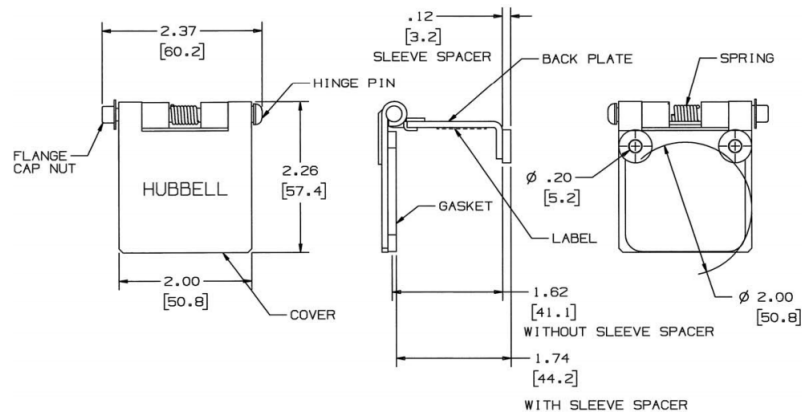 2.37
[60.2]
HINGE PIN
FLANGE
CAP NUT
HUBBELL
2.26
[57.4]
2.00
[50.8]
COVER
.12
[3.2]
SLEEVE SPACER
BACK PLATE
GASKET
LABEL
1.62
[41.1]
WITHOUT SLEEVE SPACER
1.74
[44.2]
WITH SLEEVE SPACER
SPRING
Ø .20
[5.2]
Ø 2.00
[50.8]